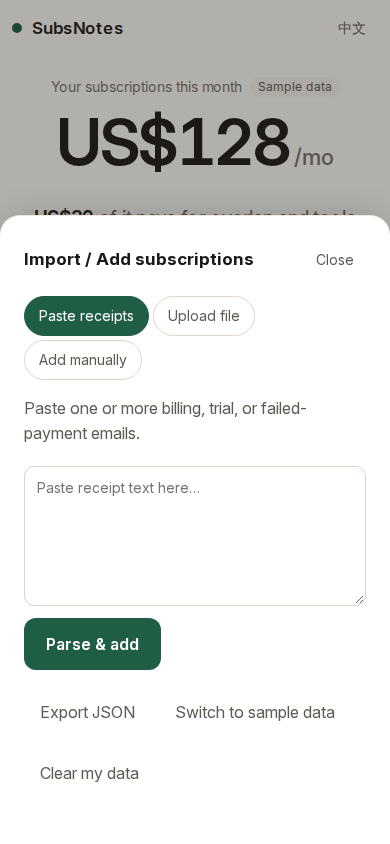 SubsNotes
中文
Your subscriptions this month Sample data
US$128/mo
Import / Add subscriptions
Close
Paste receipts
Upload file
Add manually
Paste one or more billing, trial, or failed-
payment emails.
Paste receipt text here...
Parse & add
Export JSON
Switch to sample data
Clear my data